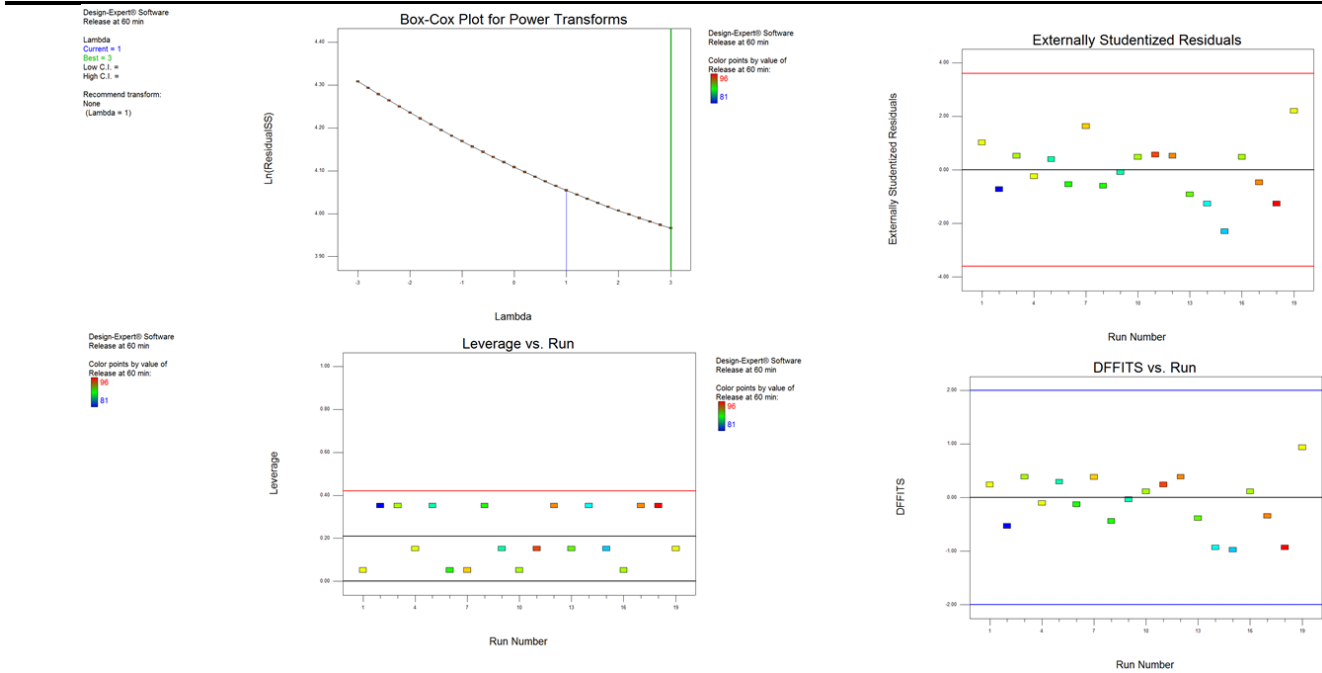 Design-Expert® Software
Release at 60 min
Lambda
Current = 1
Best = 3
Low C.I. =
High C.I. =
Recommend transform:
None
(Lambda = 1)
Box-Cox Plot for Power Transforms
Ln(ResidualSS)
4.40
4.30
4.20
4.10
4.00
3.90
-3
-2
-1
0
1
2
3
Lambda
Design-Expert® Software
Release at 60 min
Color points by value of
Release at 60 min:
96
81
Externally Studentized Residuals
Externally Studentized Residuals
4.00
2.00
0.00
-2.00
-4.00
1
4
7
10
13
16
19
Run Number
Design-Expert® Software
Release at 60 min
Color points by value of
Release at 60 min:
96
81
Leverage vs. Run
Leverage
1.00
0.80
0.60
0.40
0.20
0.00
1
4
7
10
13
16
19
Run Number
Design-Expert® Software
Release at 60 min
Color points by value of
Release at 60 min:
96
81
DFFITS vs. Run
DFFITS
2.00
1.00
0.00
-1.00
-2.00
1
4
7
10
13
16
19
Run Number